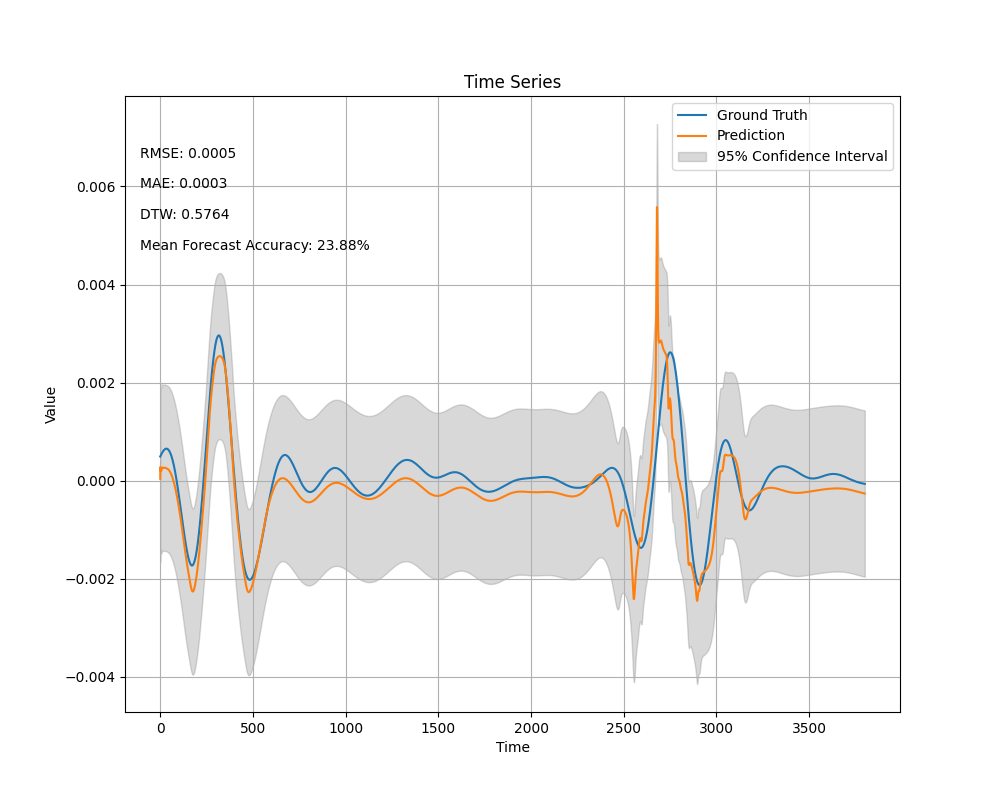 Time Series
Ground Truth
Prediction
95% Confidence Interval
RMSE: 0.0005
MAE: 0.0003
DTW: 0.5764
Mean Forecast Accuracy: 23.88%
Value
0.006
0.004
0.002
0.000
−0.002
−0.004
0 500 1000 1500 2000 2500 3000 3500
Time